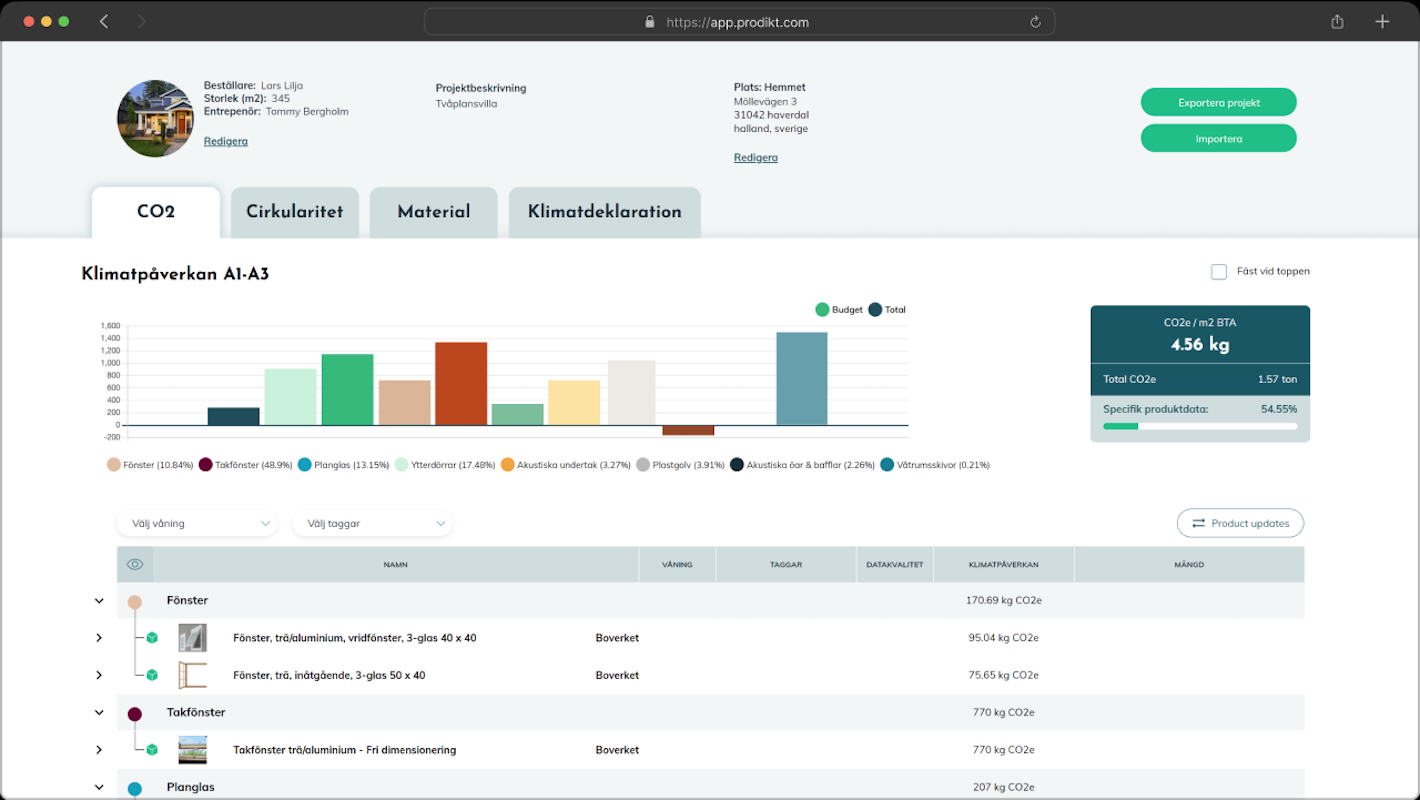 https://app.prodikt.com
Beställare: Lars Lilja
Storlek (m2): 345
Entrepenör: Tommy Bergholm
Redigera
Projektbeskrivning
Tvåplansvilla
Plats: Hemmet
Möllevägen 3
31042 haverdal
halland, sverige
Redigera
Exportera projekt
Importera
CO2
Cirkularitet
Material
Klimatdeklaration
Klimatpåverkan A1-A3
Fäst vid toppen
Budget Total
1,600
1,400
1,200
1,000
800
600
400
200
0
-200
CO2e / m2 BTA
4.56 kg
Total CO2e 1.57 ton
Specifik produktdata: 54.55%
Fönster (10.84%) Takfönster (48.9%) Planglas (13.15%) Ytterdörrar (17.48%) Akustiska undertak (3.27%) Plastgolv (3.91%) Akustiska öar & bafflar (2.26%) Våtrumsskivor (0.21%)
Välj våning
Välj taggar
Product updates
NAMN VÅNING TAGGAR DATAKVALITET KLIMATPÅVERKAN MÄNGD
Fönster 170.69 kg CO2e
Fönster, trä/aluminium, vridfönster, 3-glas 40 x 40 Boverket 95.04 kg CO2e
Fönster, trä, inåtgående, 3-glas 50 x 40 Boverket 75.65 kg CO2e
Takfönster 770 kg CO2e
Takfönster trä/aluminium - Fri dimensionering Boverket 770 kg CO2e
Planglas 207 kg CO2e